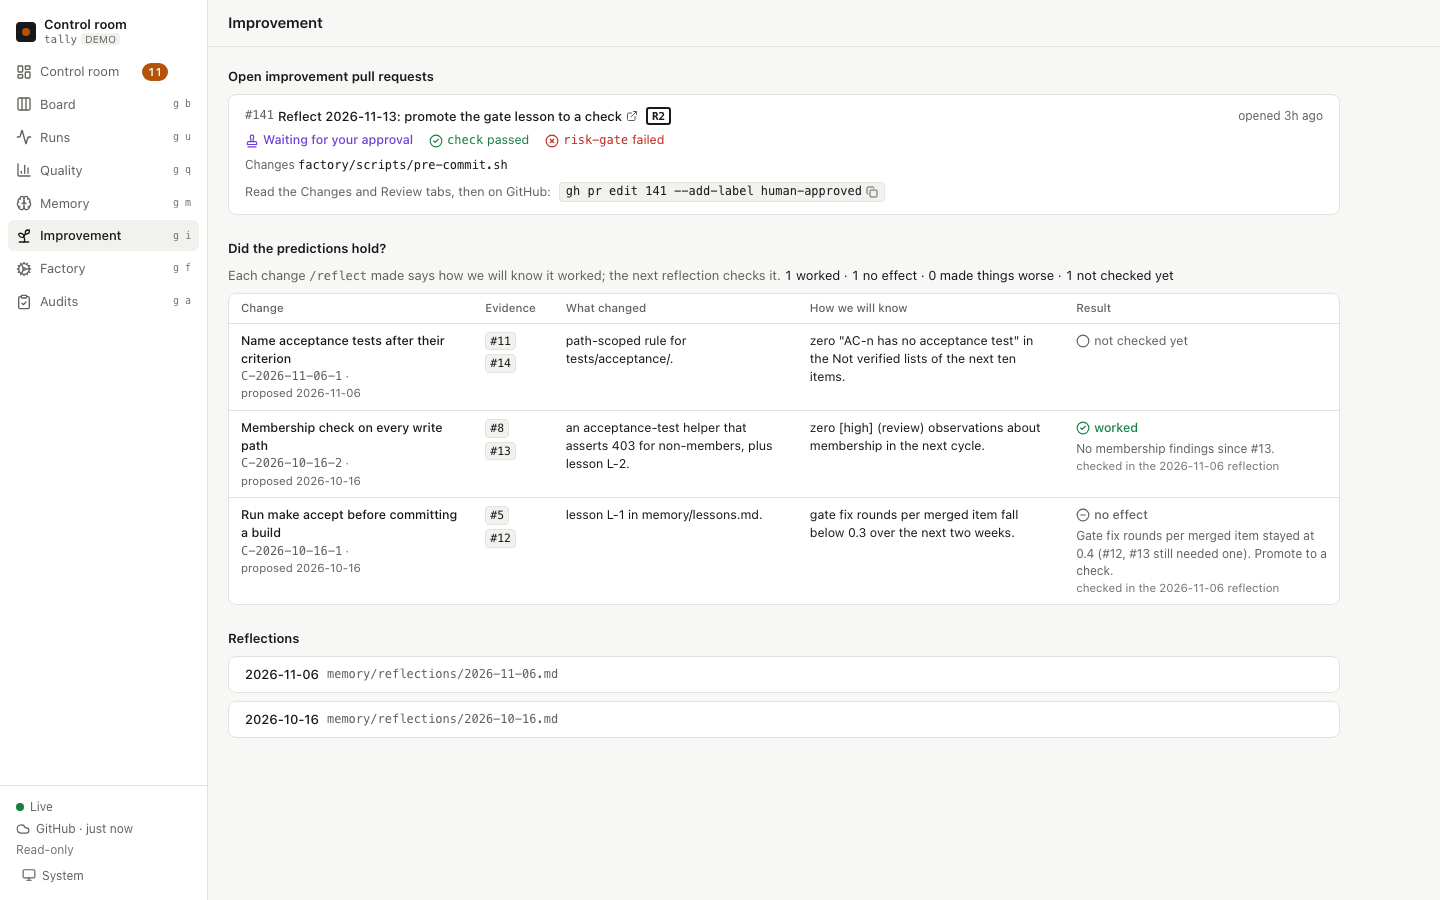 Control room
tally DEMO
Control room 11
Board g b
Runs g u
Quality g q
Memory g m
Improvement g i
Factory g f
Audits g a
Live
GitHub · just now
Read-only
System
Improvement
Open improvement pull requests
#141 Reflect 2026-11-13: promote the gate lesson to a check R2 opened 3h ago
Waiting for your approval check passed risk-gate failed
Changes factory/scripts/pre-commit.sh
Read the Changes and Review tabs, then on GitHub: gh pr edit 141 --add-label human-approved
Did the predictions hold?
Each change /reflect made says how we will know it worked; the next reflection checks it. 1 worked · 1 no effect · 0 made things worse · 1 not checked yet
Change Evidence What changed How we will know Result
Name acceptance tests after their
criterion
C-2026-11-06-1 ·
proposed 2026-11-06
#11
#14
path-scoped rule for
tests/acceptance/.
zero "AC-n has no acceptance test" in
the Not verified lists of the next ten
items.
not checked yet
Membership check on every write
path
C-2026-10-16-2 ·
proposed 2026-10-16
#8
#13
an acceptance-test helper that
asserts 403 for non-members, plus
lesson L-2.
zero [high] (review) observations about
membership in the next cycle.
worked
No membership findings since #13.
checked in the 2026-11-06 reflection
Run make accept before committing
a build
C-2026-10-16-1 ·
proposed 2026-10-16
#5
#12
lesson L-1 in memory/lessons.md.
gate fix rounds per merged item fall
below 0.3 over the next two weeks.
no effect
Gate fix rounds per merged item stayed at
0.4 (#12, #13 still needed one). Promote to a
check.
checked in the 2026-11-06 reflection
Reflections
2026-11-06 memory/reflections/2026-11-06.md
2026-10-16 memory/reflections/2026-10-16.md